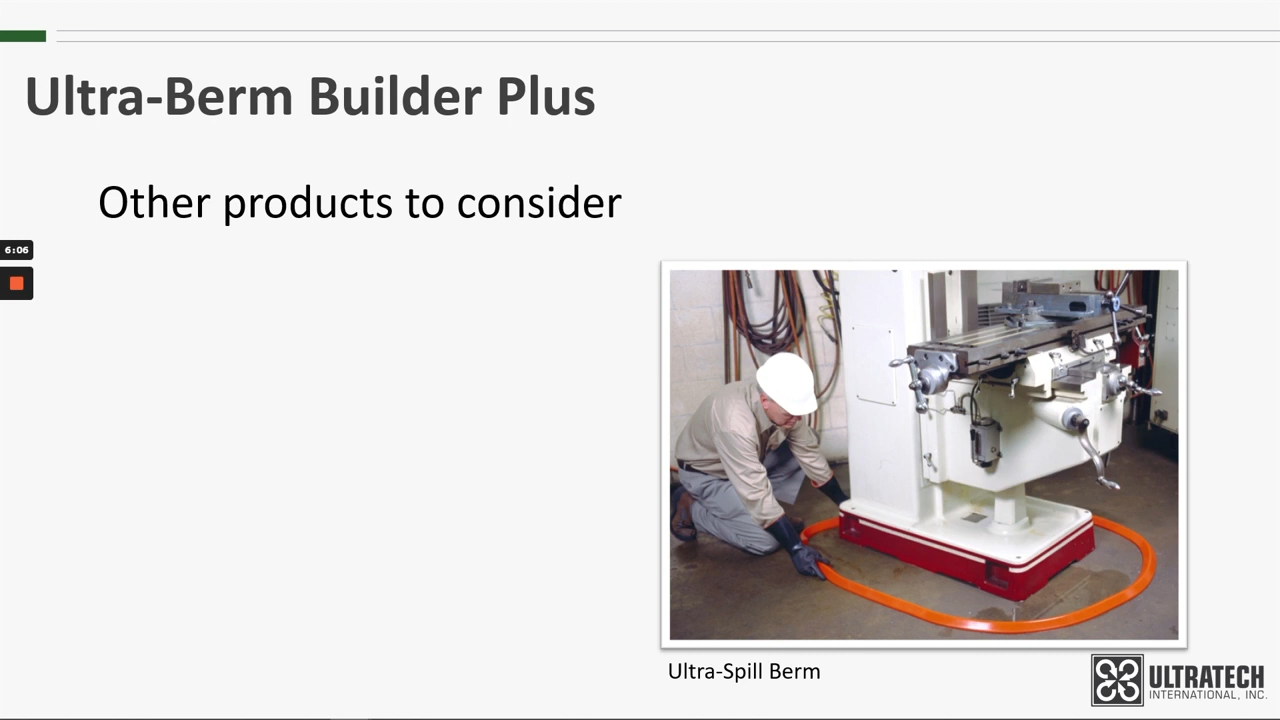 Ultra-Berm Builder Plus
Other products to consider
6:06
Ultra-Spill Berm
ULTRATECH
INTERNATIONAL, INC.